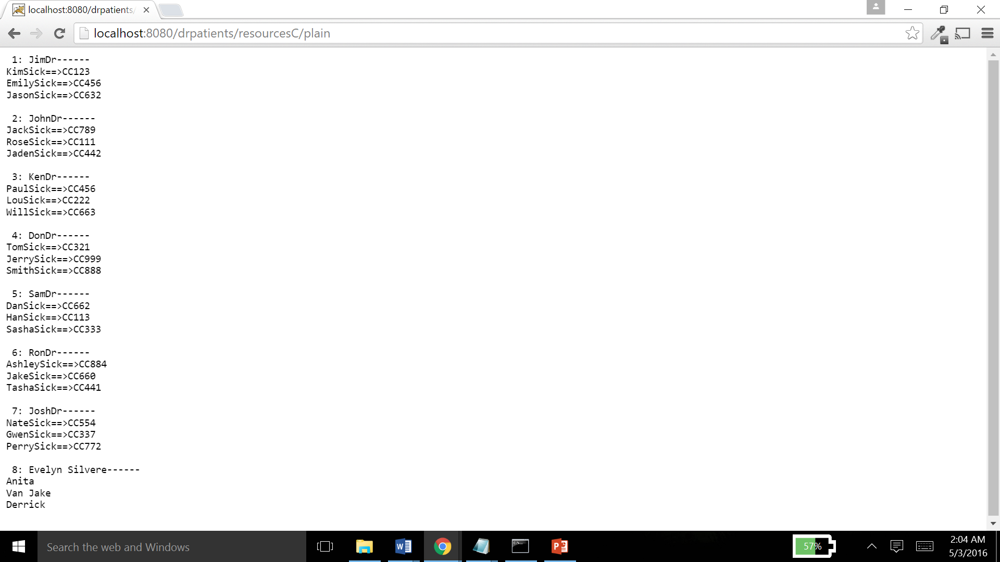 localhost:8080/drpatients/
localhost:8080/drpatients/resourcesC/plain
1: JimDr------
KimSick==>CC123
EmilySick==>CC456
JasonSick==>CC632
2: JohnDr------
JackSick==>CC789
RoseSick==>CC111
JadenSick==>CC442
3: KenDr------
PaulSick==>CC456
LouSick==>CC222
WillSick==>CC663
4: DonDr------
TomSick==>CC321
JerrySick==>CC999
SmithSick==>CC888
5: SamDr------
DanSick==>CC662
HanSick==>CC113
SashaSick==>CC333
6: RonDr------
AshleySick==>CC884
JakeSick==>CC660
TashaSick==>CC441
7: JoshDr------
NateSick==>CC554
GwenSick==>CC337
PerrySick==>CC772
8: Evelyn Silvere------
Anita
Van Jake
Derrick
Search the web and Windows
57%
2:04 AM
5/3/2016